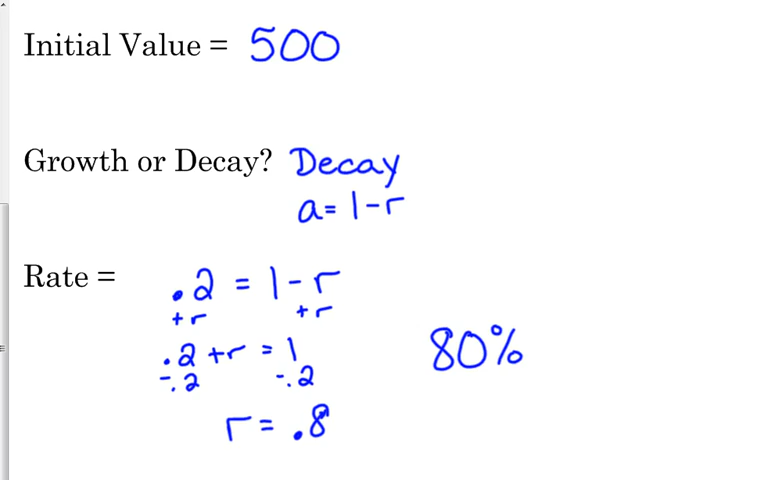 Initial Value = 500
Growth or Decay? Decay
a = 1 - r
Rate = .2 = 1 - r
+r +r
.2 + r = 1
-.2 -.2
80%
r = .8